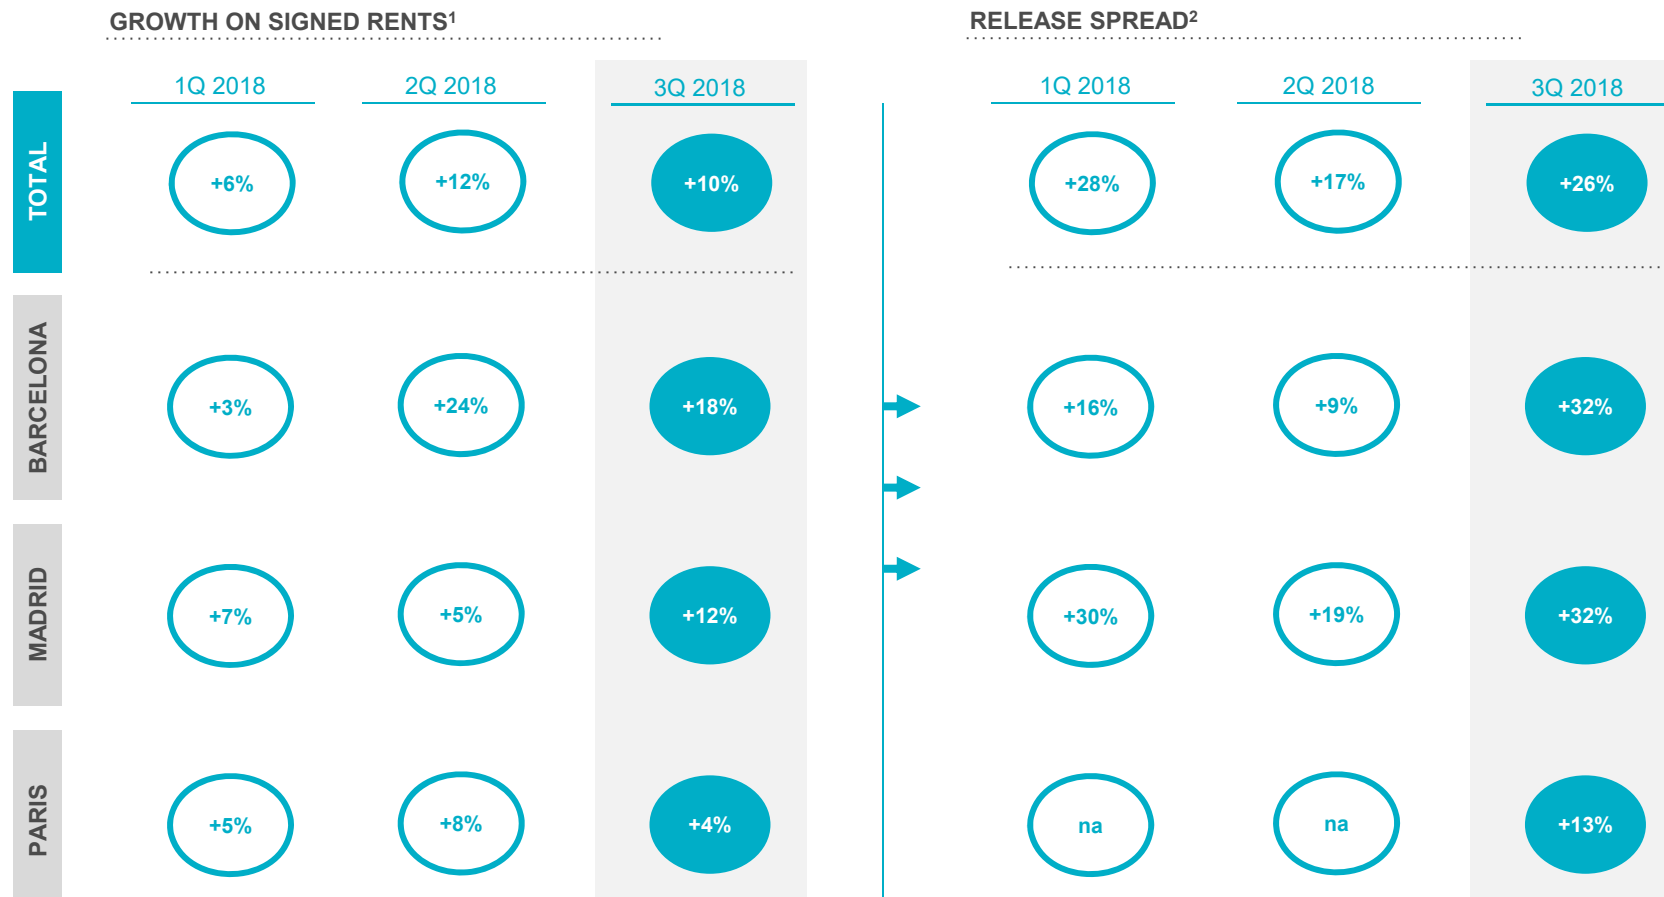 GROWTH ON SIGNED RENTS¹
RELEASE SPREAD²
1Q 2018 2Q 2018 3Q 2018
1Q 2018 2Q 2018 3Q 2018
TOTAL
+6% +12% +10%
+28% +17% +26%
BARCELONA
+3% +24% +18%
+16% +9% +32%
MADRID
+7% +5% +12%
+30% +19% +32%
PARIS
+5% +8% +4%
na na +13%